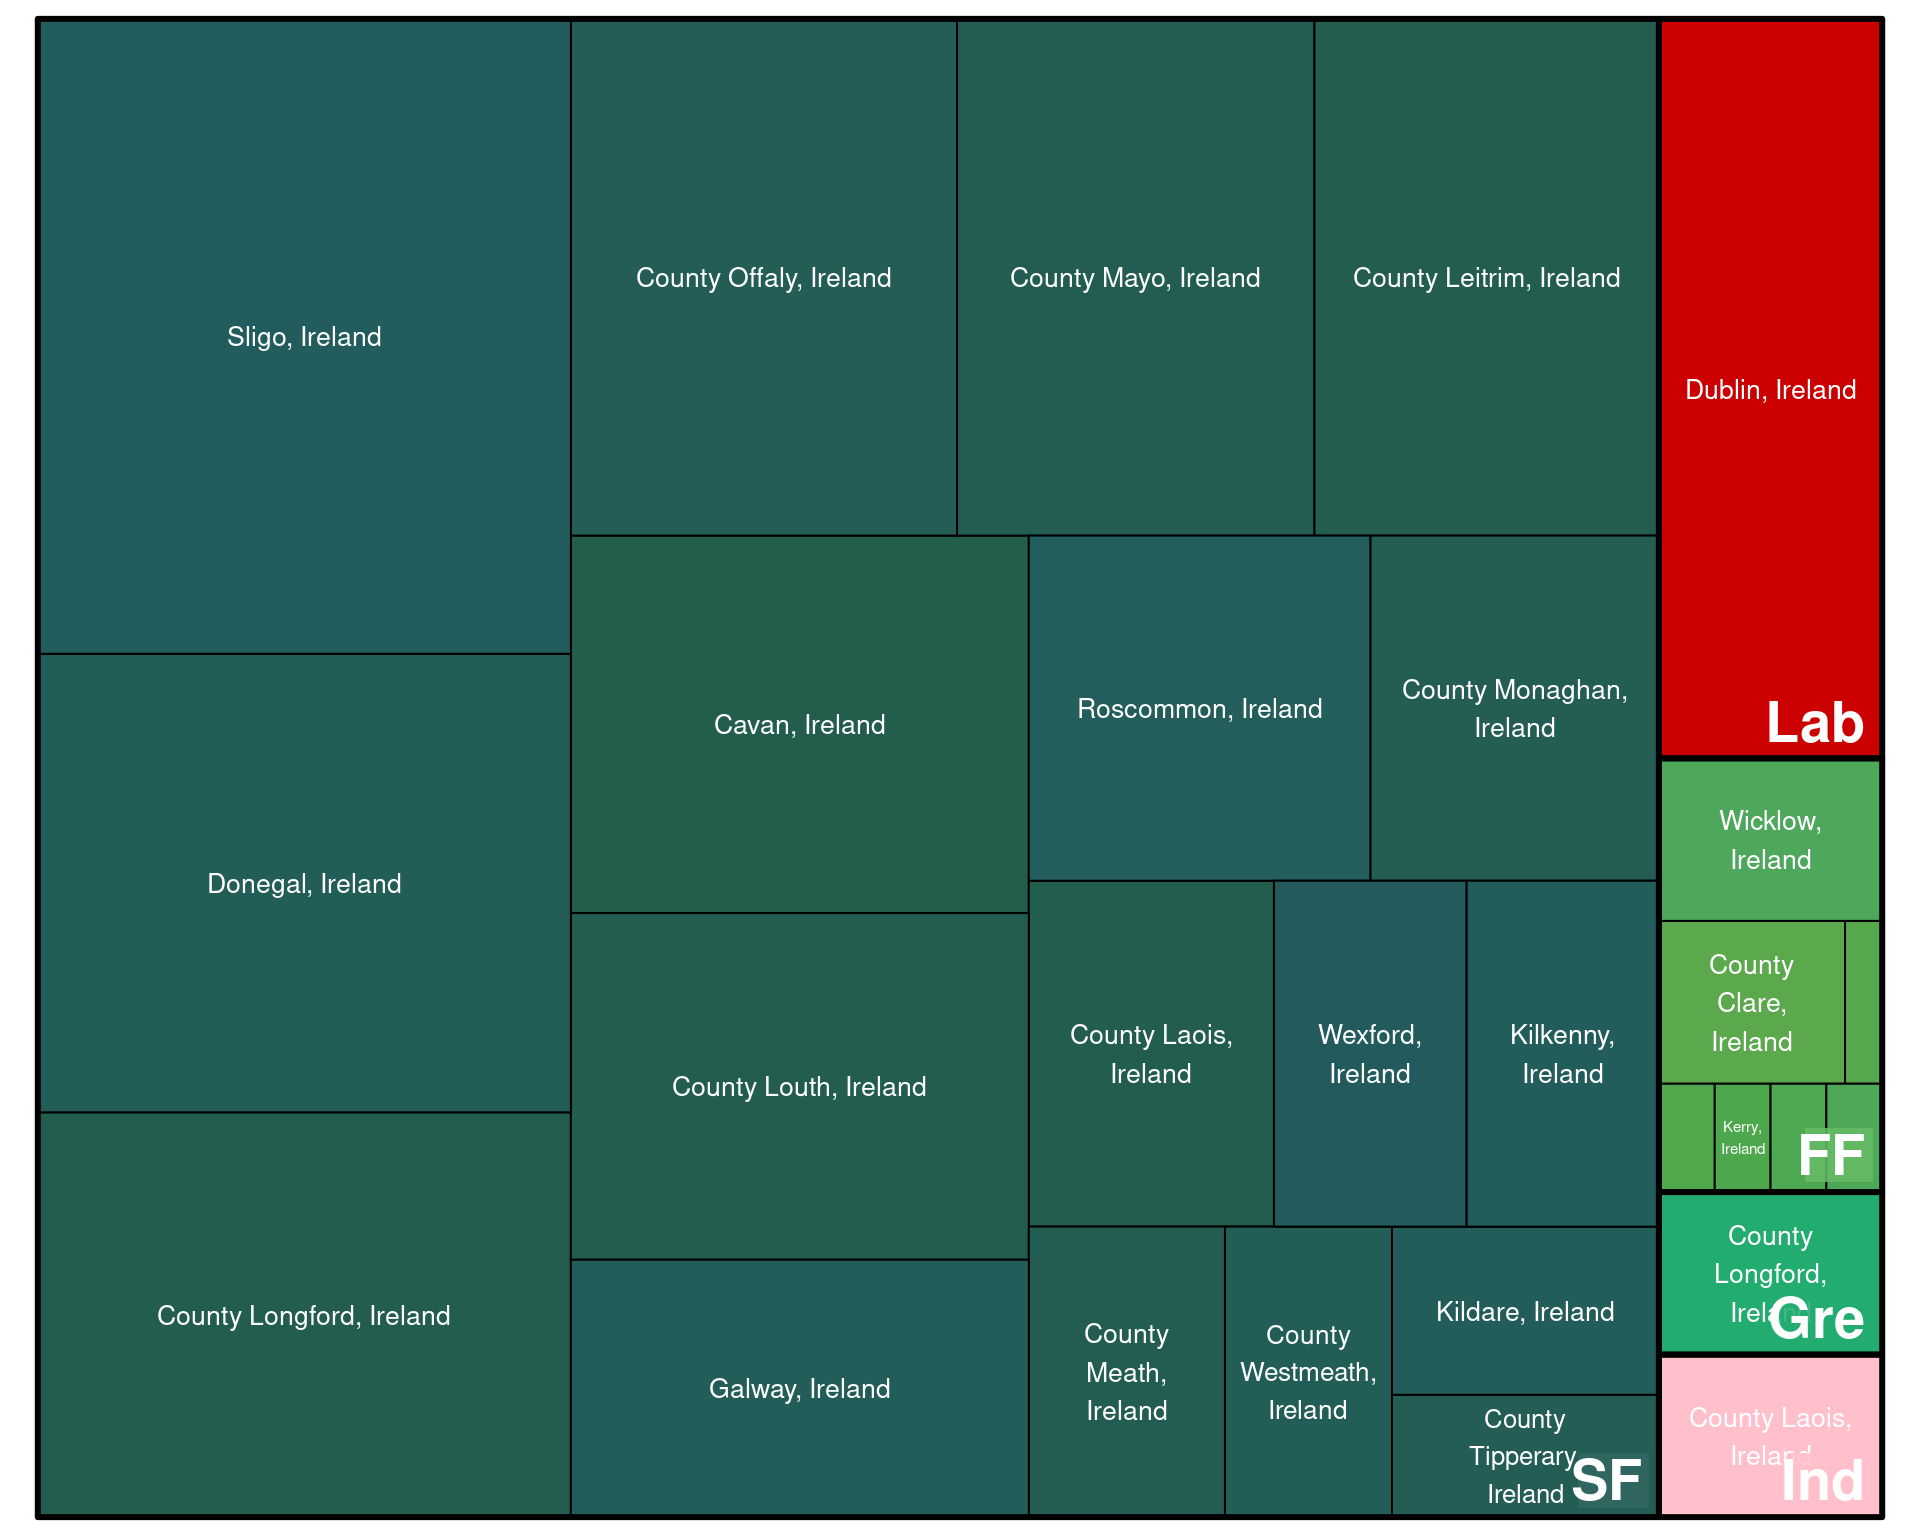 Sligo, Ireland
County Offaly, Ireland
County Mayo, Ireland
County Leitrim, Ireland
Dublin, Ireland
Lab
Donegal, Ireland
Cavan, Ireland
Roscommon, Ireland
County Monaghan,
Ireland
Wicklow,
Ireland
County
Clare,
Ireland
Kerry,
Ireland
FF
County Louth, Ireland
County Laois,
Ireland
Wexford,
Ireland
Kilkenny,
Ireland
County Longford, Ireland
Galway, Ireland
County
Meath,
Ireland
County
Westmeath,
Ireland
Kildare, Ireland
County
Tipperary
Ireland
SF
County
Longford,
Ireland
Gre
County Laois,
Ireland
Ind